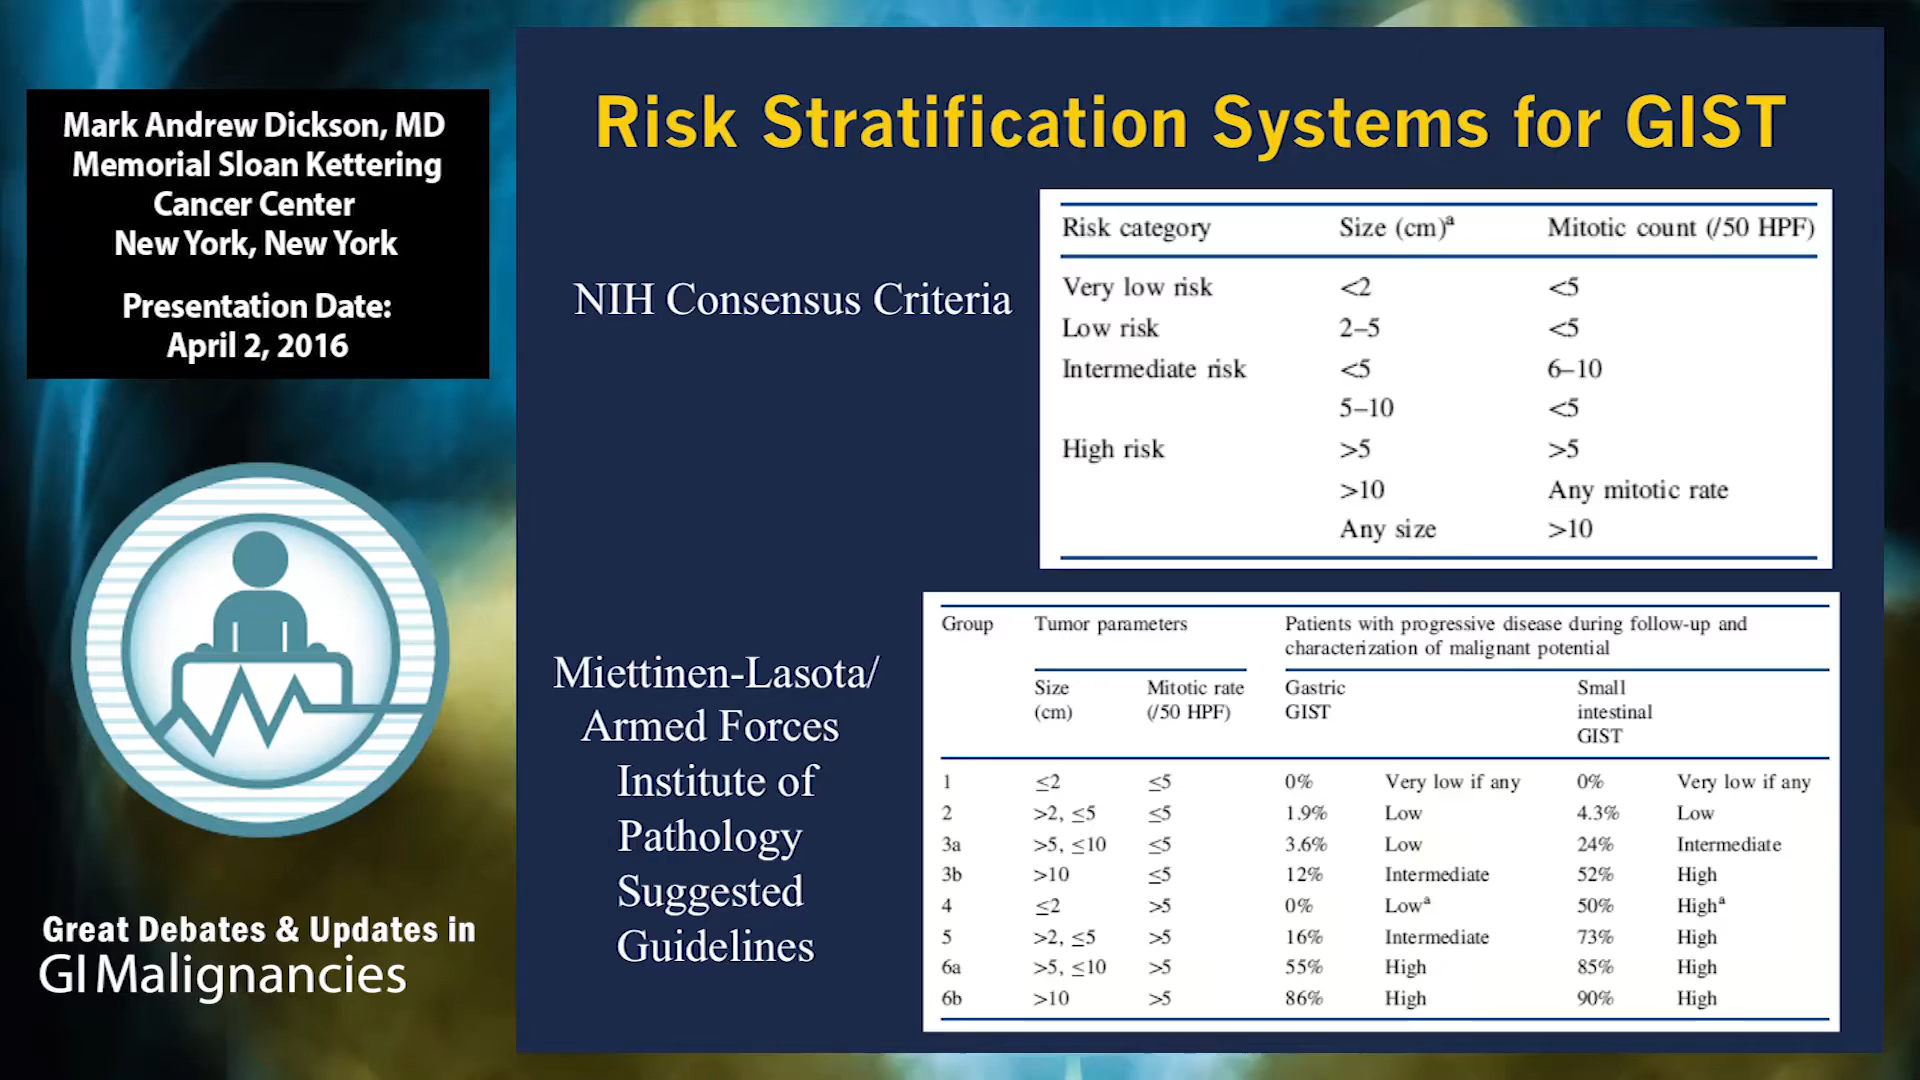 Mark Andrew Dickson, MD
Memorial Sloan Kettering
Cancer Center
New York, New York
Presentation Date:
April 2, 2016
Great Debates & Updates in
GI Malignancies
Risk Stratification Systems for GIST
NIH Consensus Criteria
Risk category Size (cm)ᵃ Mitotic count (/50 HPF)
Very low risk <2 <5
Low risk 2–5 <5
Intermediate risk <5 6–10
5–10 <5
High risk >5 >5
>10 Any mitotic rate
Any size >10
Miettinen-Lasota/
Armed Forces
Institute of
Pathology
Suggested
Guidelines
Group Tumor parameters Patients with progressive disease during follow-up and
characterization of malignant potential
Size Mitotic rate Gastric Small
(cm) (/50 HPF) GIST intestinal
GIST
1 ≤2 ≤5 0% Very low if any 0% Very low if any
2 >2, ≤5 ≤5 1.9% Low 4.3% Low
3a >5, ≤10 ≤5 3.6% Low 24% Intermediate
3b >10 ≤5 12% Intermediate 52% High
4 ≤2 >5 0% Lowᵃ 50% Highᵃ
5 >2, ≤5 >5 16% Intermediate 73% High
6a >5, ≤10 >5 55% High 85% High
6b >10 >5 86% High 90% High